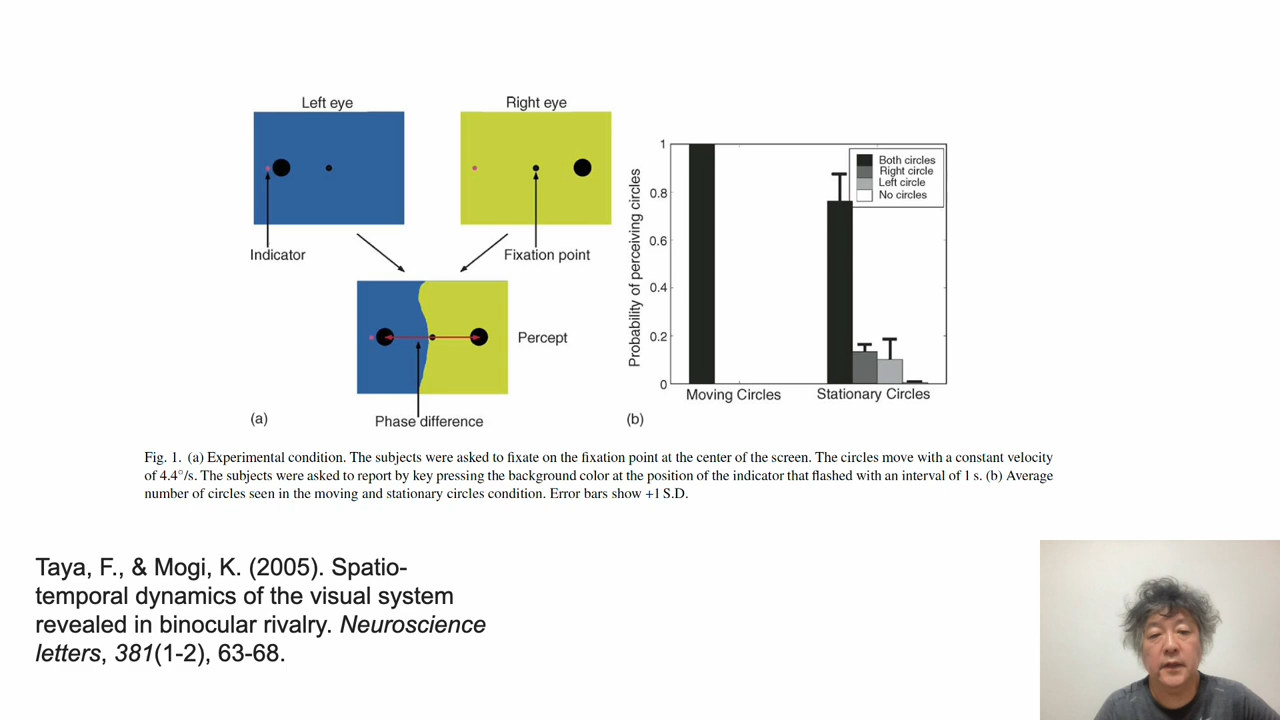 Left eye
Right eye
Indicator
Fixation point
Percept
(a)
Phase difference
Probability of perceiving circles
1
0.8
0.6
0.4
0.2
0
Both circles
Right circle
Left circle
No circles
Moving Circles
Stationary Circles
(b)
Fig. 1. (a) Experimental condition. The subjects were asked to fixate on the fixation point at the center of the screen. The circles move with a constant velocity
of 4.4°/s. The subjects were asked to report by key pressing the background color at the position of the indicator that flashed with an interval of 1 s. (b) Average
number of circles seen in the moving and stationary circles condition. Error bars show +1 S.D.
Taya, F., & Mogi, K. (2005). Spatio-
temporal dynamics of the visual system
revealed in binocular rivalry. Neuroscience
letters, 381(1-2), 63-68.